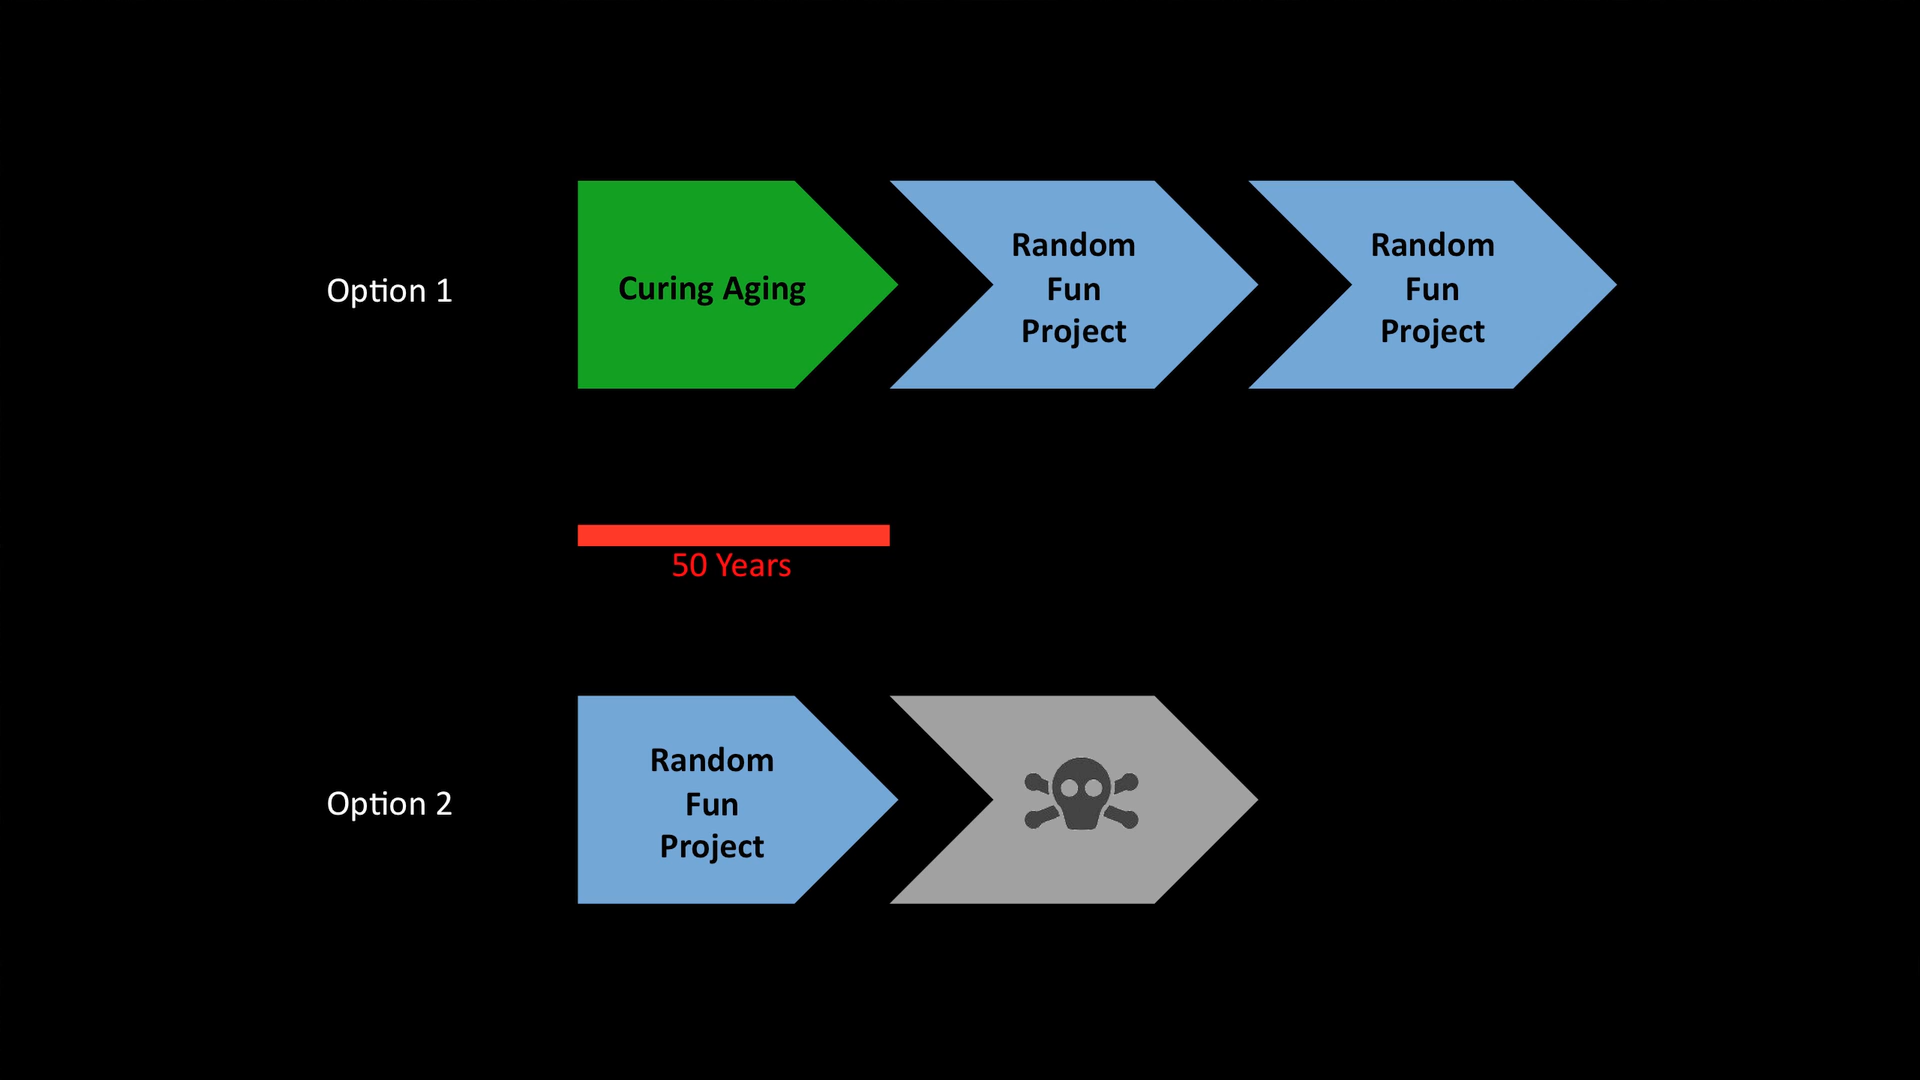 Option 1
Curing Aging
Random
Fun
Project
Random
Fun
Project
50 Years
Option 2
Random
Fun
Project